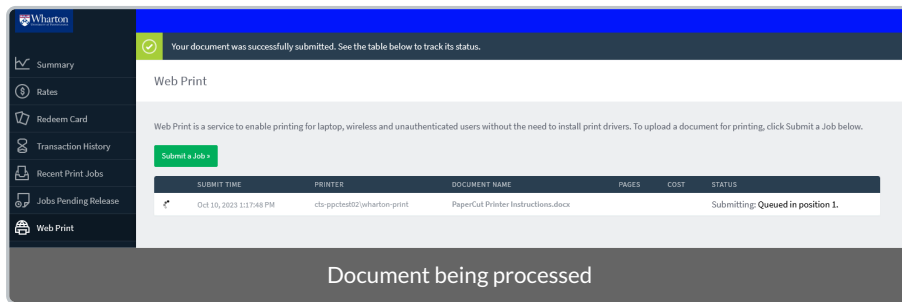 Wharton
Your document was successfully submitted. See the table below to track its status.
Summary
Web Print
Rates
Redeem Card
Web Print is a service to enable printing for laptop, wireless and unauthenticated users without the need to install print drivers. To upload a document for printing, click Submit a Job below.
Transaction History
Submit a Job »
Recent Print Jobs
SUBMIT TIME PRINTER DOCUMENT NAME PAGES COST STATUS
Jobs Pending Release
Oct 10, 2023 1:17:48 PM cts-ppctest02\wharton-print PaperCut Printer Instructions.docx Submitting: Queued in position 1.
Web Print
Document being processed